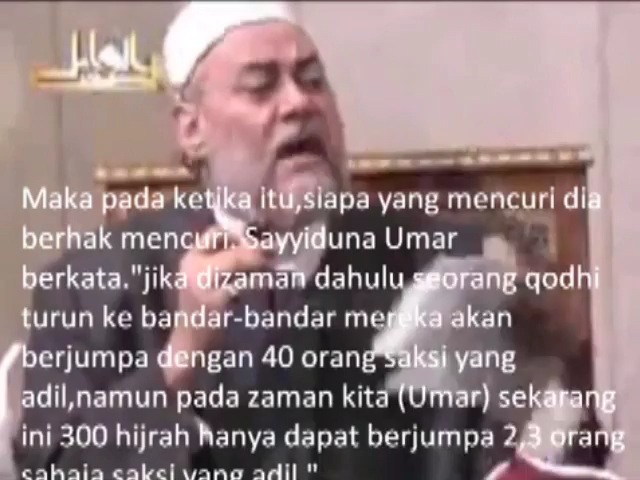 Maka pada ketika itu,siapa yang mencuri dia
berhak mencuri. Sayyiduna Umar
berkata."jika dizaman dahulu seorang qodhi
turun ke bandar-bandar mereka akan
berjumpa dengan 40 orang saksi yang
adil,namun pada zaman kita (Umar) sekarang
ini 300 hijrah hanya dapat berjumpa 2,3 orang
sahaja saksi yang adil."